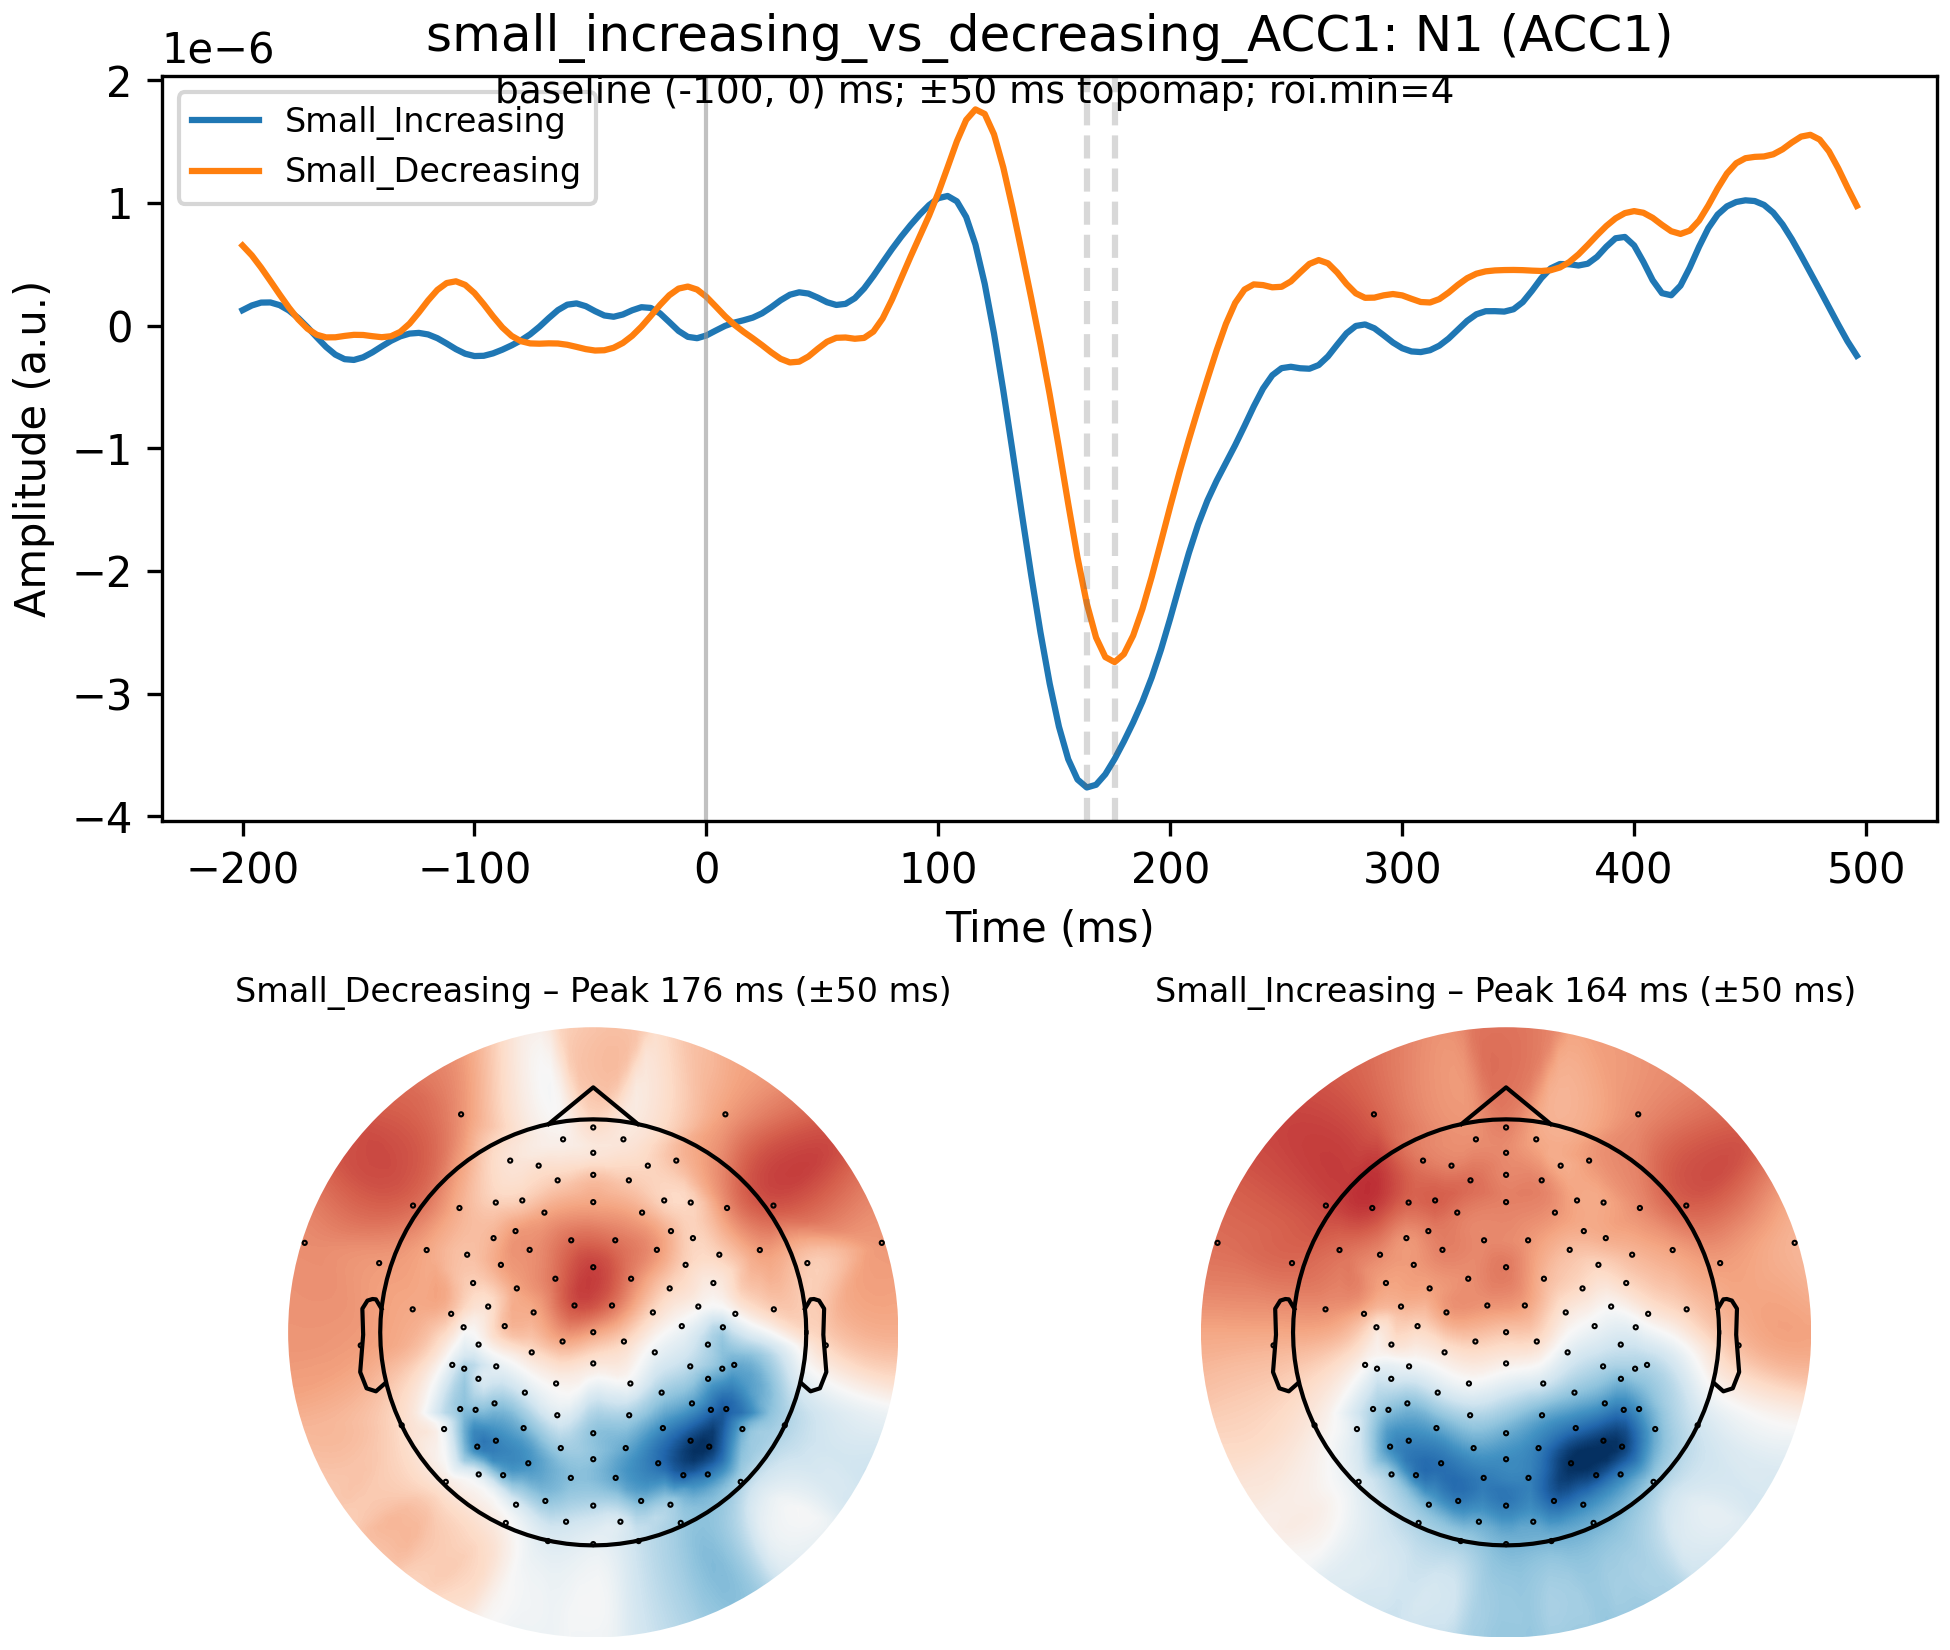 small_increasing_vs_decreasing_ACC1: N1 (ACC1)
1e−6
baseline (-100, 0) ms; ±50 ms topomap; roi.min=4
Small_Increasing
Small_Decreasing
2
1
0
−1
−2
−3
−4
Amplitude (a.u.)
−200
−100
0
100
200
300
400
500
Time (ms)
Small_Decreasing – Peak 176 ms (±50 ms)
Small_Increasing – Peak 164 ms (±50 ms)